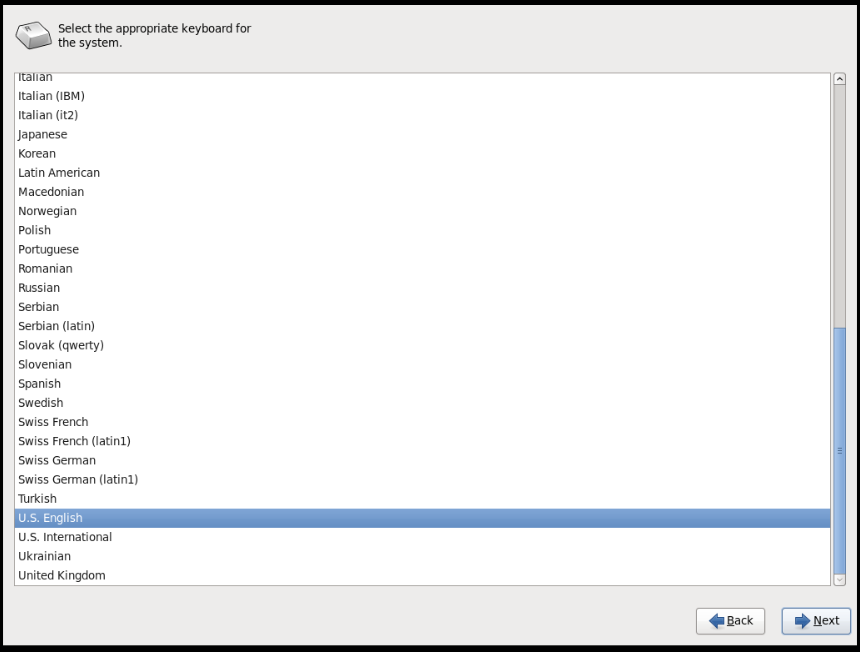 Select the appropriate keyboard for
the system.
Italian
Italian (IBM)
Italian (it2)
Japanese
Korean
Latin American
Macedonian
Norwegian
Polish
Portuguese
Romanian
Russian
Serbian
Serbian (latin)
Slovak (qwerty)
Slovenian
Spanish
Swedish
Swiss French
Swiss French (latin1)
Swiss German
Swiss German (latin1)
Turkish
U.S. English
U.S. International
Ukrainian
United Kingdom
Back Next